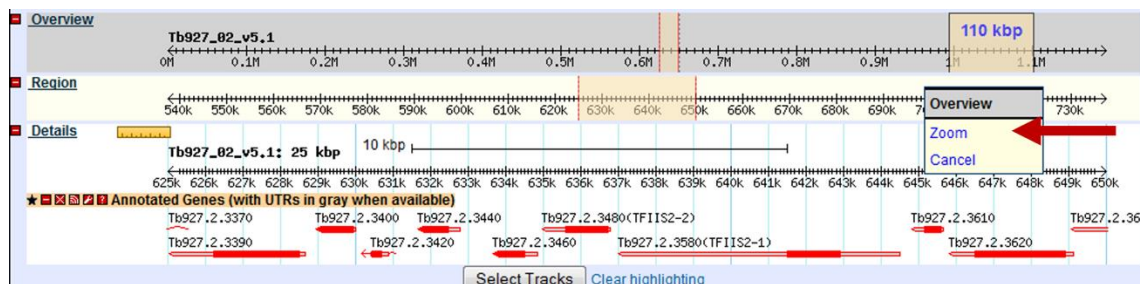 Overview
110 kbp
Tb927_02_v5.1
0M 0.1M 0.2M 0.3M 0.4M 0.5M 0.6M 0.7M 0.8M 0.9M 1M 1.1M
Region
540k 550k 560k 570k 580k 590k 600k 610k 620k 630k 640k 650k 660k 670k 680k 690k 730k
Overview
Zoom
Cancel
Details
10 kbp
Tb927_02_v5.1: 25 kbp
625k 626k 627k 628k 629k 630k 631k 632k 633k 634k 635k 636k 637k 638k 639k 640k 641k 642k 643k 644k 645k 646k 647k 648k 649k 650k
Annotated Genes (with UTRs in gray when available)
Tb927.2.3370 Tb927.2.3400 Tb927.2.3440 Tb927.2.3480(TFIIS2-2) Tb927.2.3610 Tb927.2.36
Tb927.2.3390 Tb927.2.3420 Tb927.2.3460 Tb927.2.3580(TFIIS2-1) Tb927.2.3620
Select Tracks Clear highlighting